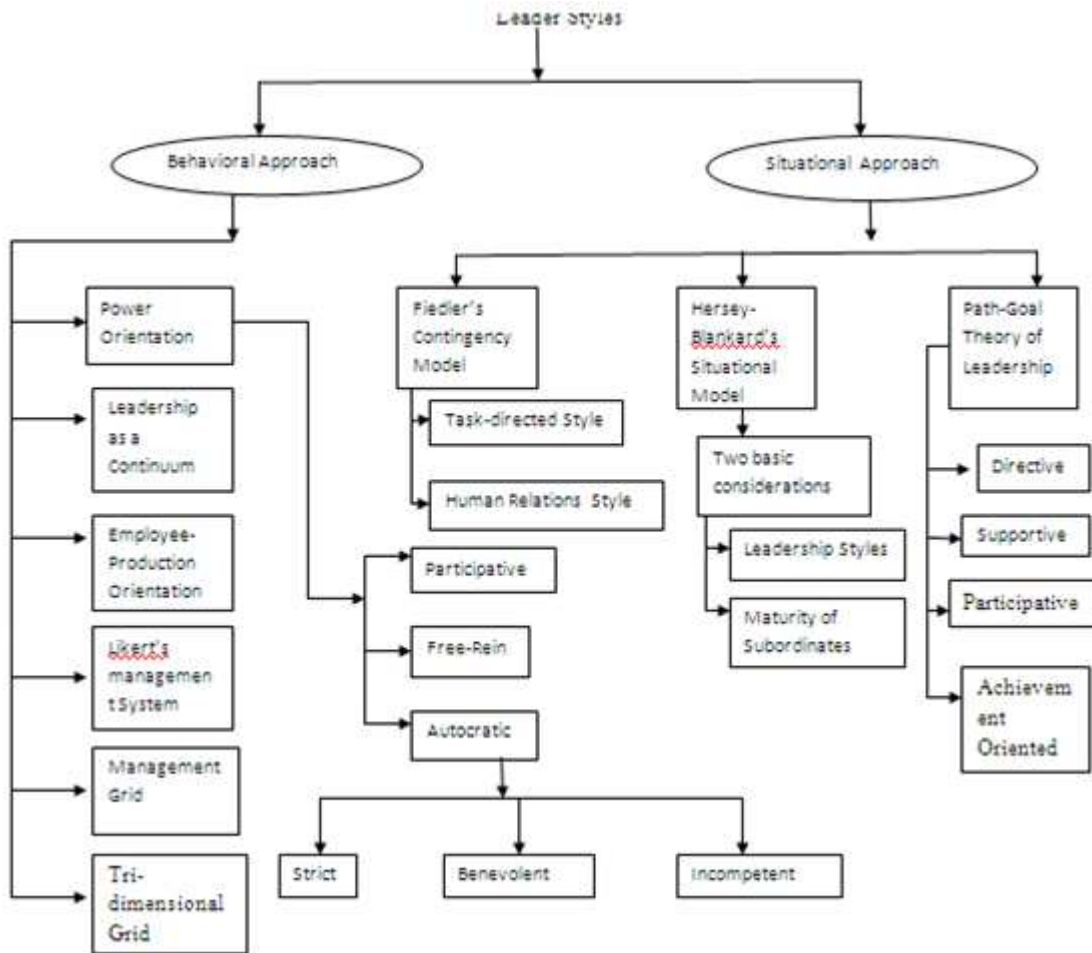 Leader Styles
Behavioral Approach
Situational Approach
Power
Orientation
Leadership
as a
Continuum
Employee-
Production
Orientation
Likert's
managemen
t System
Management
Grid
Tri-
dimensional
Grid
Fiedler's
Contingency
Model
Task-directed Style
Human Relations Style
Participative
Free-Rein
Autocratic
Strict
Benevolent
Incompetent
Hersey-
Blankard's
Situational
Model
Two basic
considerations
Leadership Styles
Maturity of
Subordinates
Path-Goal
Theory of
Leadership
Directive
Supportive
Participative
Achievem
ent
Oriented